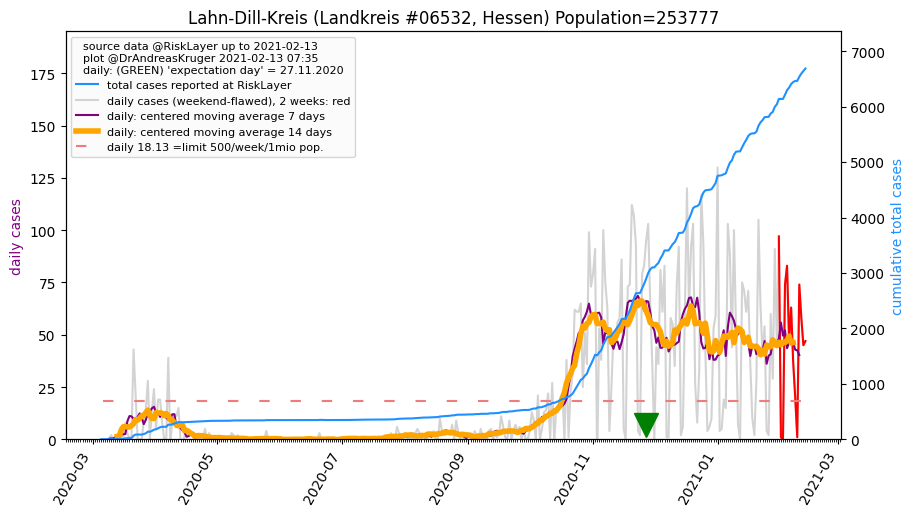 Lahn-Dill-Kreis (Landkreis #06532, Hessen) Population=253777
source data @RiskLayer up to 2021-02-13
plot @DrAndreasKruger 2021-02-13 07:35
daily: (GREEN) 'expectation day' = 27.11.2020
total cases reported at RiskLayer
daily cases (weekend-flawed), 2 weeks: red
daily: centered moving average 7 days
daily: centered moving average 14 days
daily 18.13 =limit 500/week/1mio pop.
daily cases
175
150
125
100
75
50
25
0
7000
6000
5000
4000
3000
2000
1000
0
cumulative total cases
2020-03
2020-05
2020-07
2020-09
2020-11
2021-01
2021-03